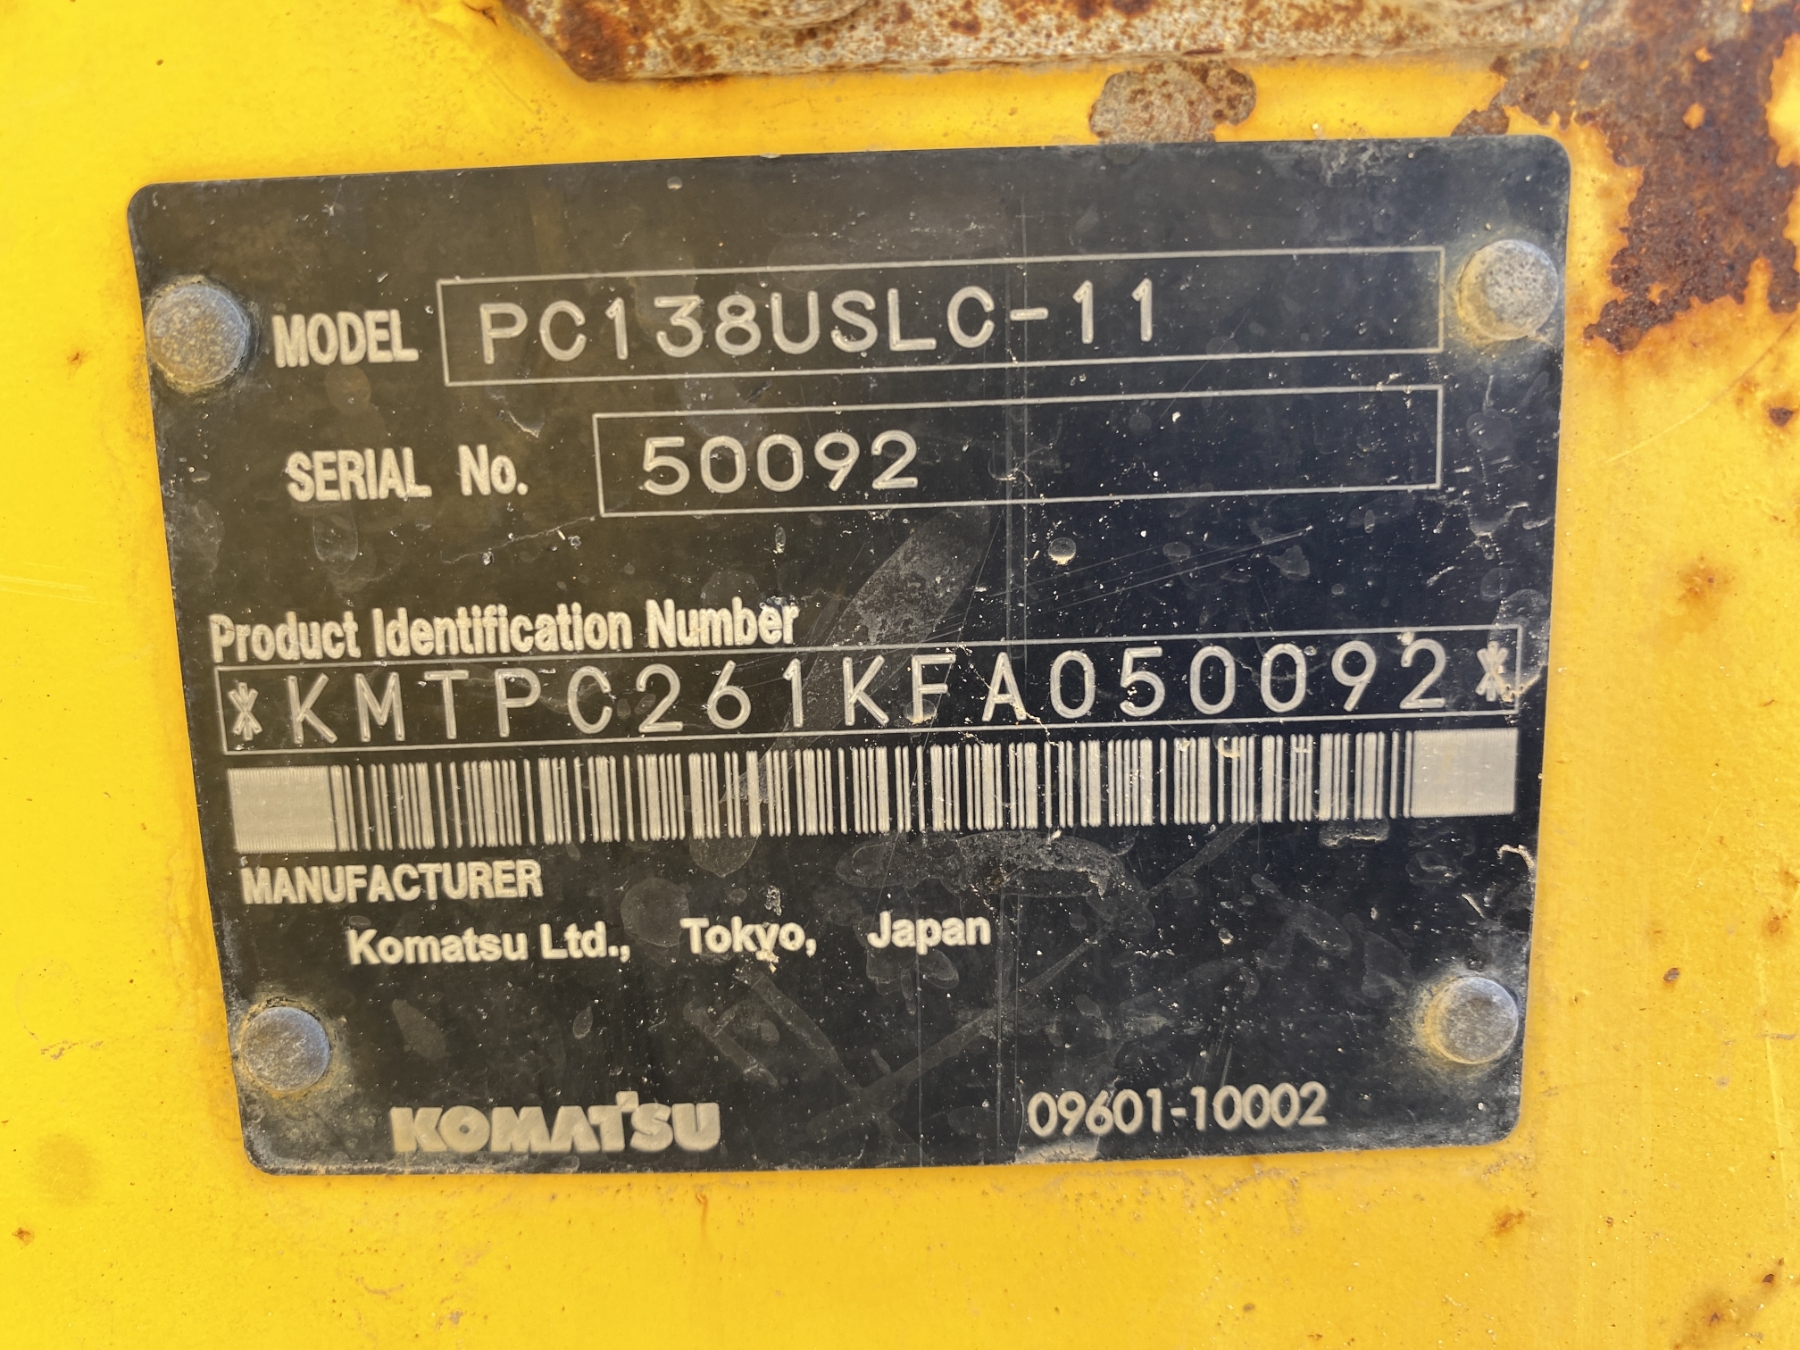 MODEL PC138USLC-11
SERIAL No. 50092
Product Identification Number
*KMTPC261KFA050092*
MANUFACTURER
Komatsu Ltd., Tokyo, Japan
KOMATSU 09601-10002